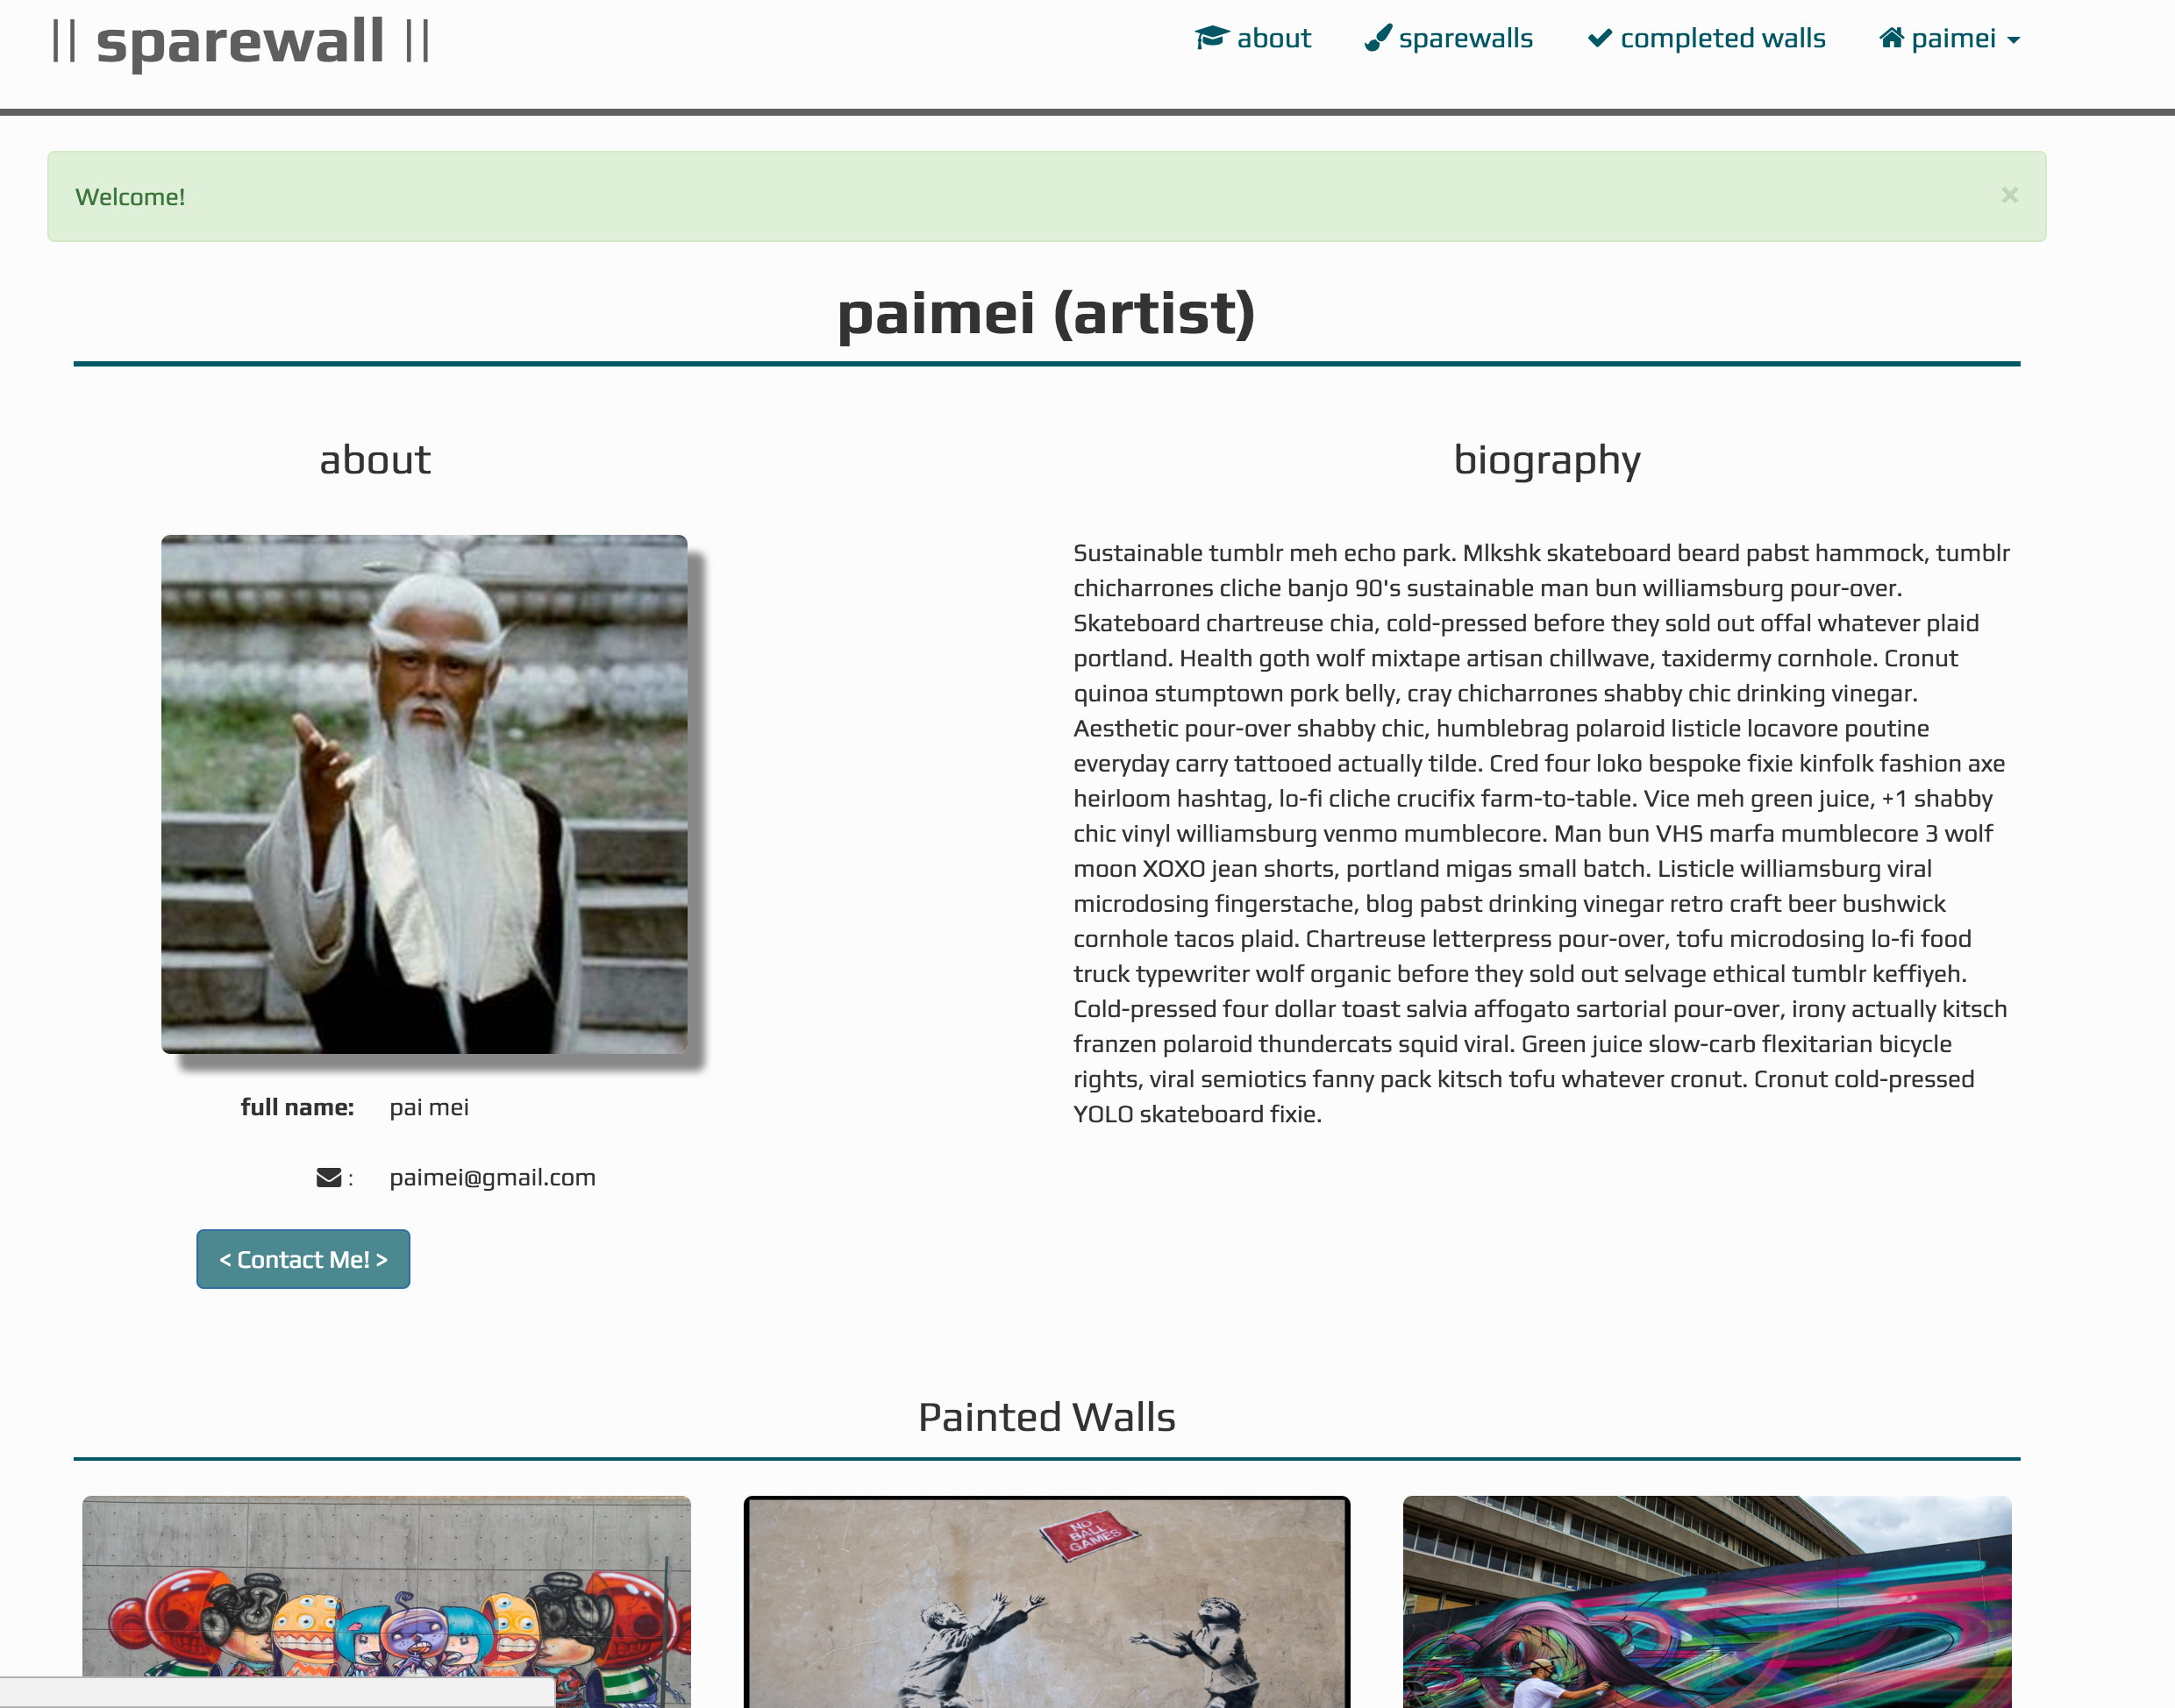 || sparewall ||
about
sparewalls
completed walls
paimei
Welcome!
×
paimei (artist)
about
biography
Sustainable tumblr meh echo park. Mlkshk skateboard beard pabst hammock, tumblr
chicharrones cliche banjo 90's sustainable man bun williamsburg pour-over.
Skateboard chartreuse chia, cold-pressed before they sold out offal whatever plaid
portland. Health goth wolf mixtape artisan chillwave, taxidermy cornhole. Cronut
quinoa stumptown pork belly, cray chicharrones shabby chic drinking vinegar.
Aesthetic pour-over shabby chic, humblebrag polaroid listicle locavore poutine
everyday carry tattooed actually tilde. Cred four loko bespoke fixie kinfolk fashion axe
heirloom hashtag, lo-fi cliche crucifix farm-to-table. Vice meh green juice, +1 shabby
chic vinyl williamsburg venmo mumblecore. Man bun VHS marfa mumblecore 3 wolf
moon XOXO jean shorts, portland migas small batch. Listicle williamsburg viral
microdosing fingerstache, blog pabst drinking vinegar retro craft beer bushwick
cornhole tacos plaid. Chartreuse letterpress pour-over, tofu microdosing lo-fi food
truck typewriter wolf organic before they sold out selvage ethical tumblr keffiyeh.
Cold-pressed four dollar toast salvia affogato sartorial pour-over, irony actually kitsch
franzen polaroid thundercats squid viral. Green juice slow-carb flexitarian bicycle
rights, viral semiotics fanny pack kitsch tofu whatever cronut. Cronut cold-pressed
YOLO skateboard fixie.
full name: pai mei
: paimei@gmail.com
< Contact Me! >
Painted Walls
NO
BALL
GAMES